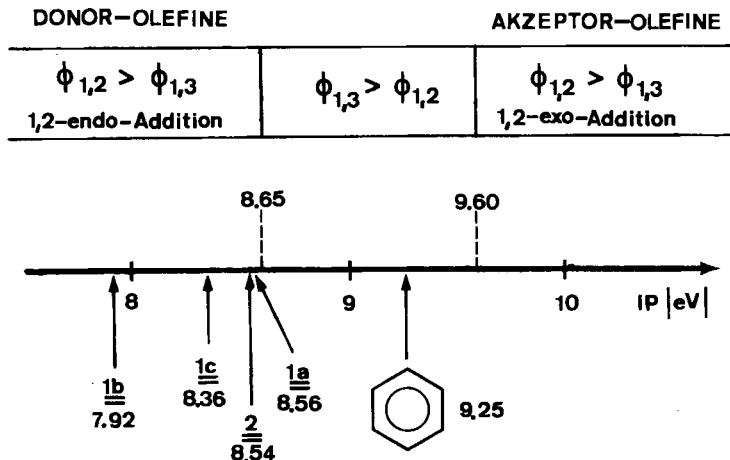 DONOR-OLEFINE AKZEPTOR-OLEFINE
ϕ1,2 > ϕ1,3 ϕ1,3 > ϕ1,2 ϕ1,2 > ϕ1,3
1,2-endo-Addition 1,2-exo-Addition
8.65 9.60
8 9 10 IP |eV|
1b 1c 1a
7.92 8.36 8.56 9.25
2
8.54